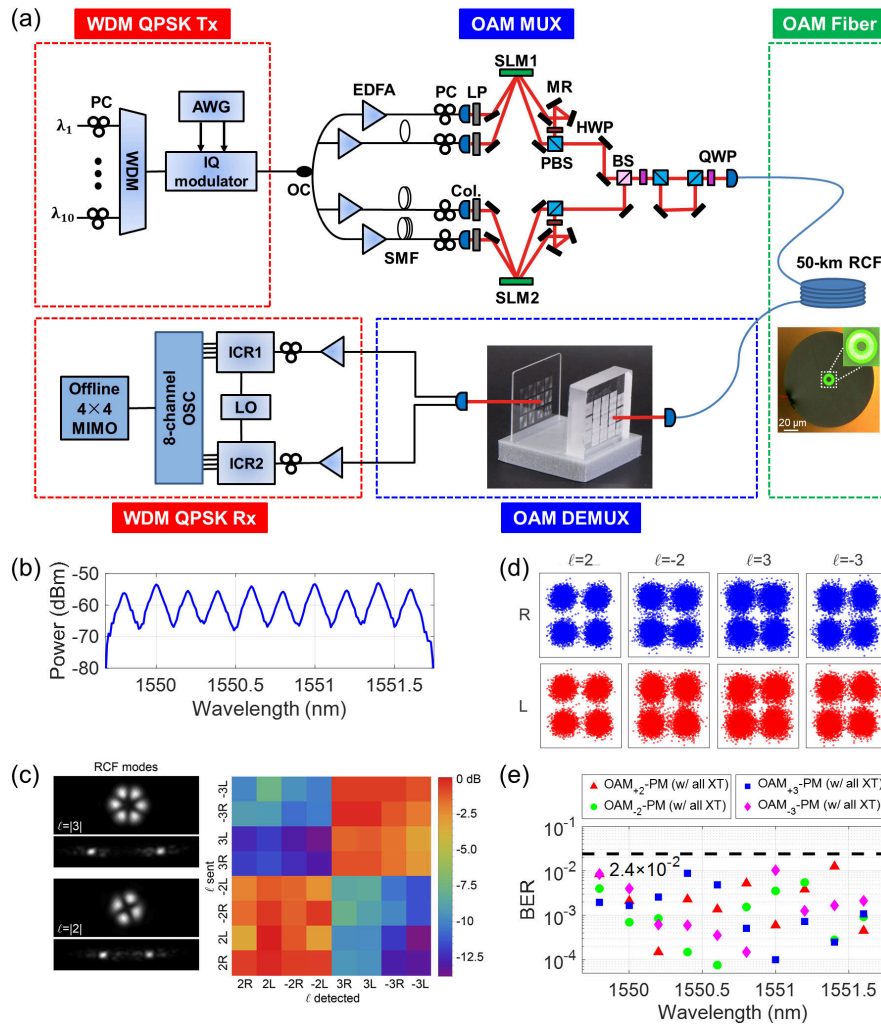 (a)
WDM QPSK Tx
OAM MUX
OAM Fiber
PC
λ1
λ10
WDM
AWG
IQ
modulator
OC
EDFA
SMF
PC
LP
Col.
SLM1
SLM2
MR
HWP
PBS
BS
QWP
50-km RCF
20 µm
Offline
4×4
MIMO
8-channel
OSC
ICR1
LO
ICR2
WDM QPSK Rx
OAM DEMUX
(b)
Power (dBm)
-50
-60
-70
-80
1550
1550.5
1551
1551.5
Wavelength (nm)
(c)
RCF modes
ℓ=|3|
ℓ=|2|
ℓ sent
-3L
-3R
3L
3R
-2L
-2R
2L
2R
2R 2L -2R -2L 3R 3L -3R -3L
ℓ detected
0 dB
-2.5
-5.0
-7.5
-10.0
-12.5
(d)
ℓ=2 ℓ=-2 ℓ=3 ℓ=-3
R
L
(e)
OAM+2-PM (w/ all XT) OAM+3-PM (w/ all XT)
OAM-2-PM (w/ all XT) OAM-3-PM (w/ all XT)
BER
10-1
10-2
10-3
10-4
2.4×10-2
1550 1550.5 1551 1551.5
Wavelength (nm)